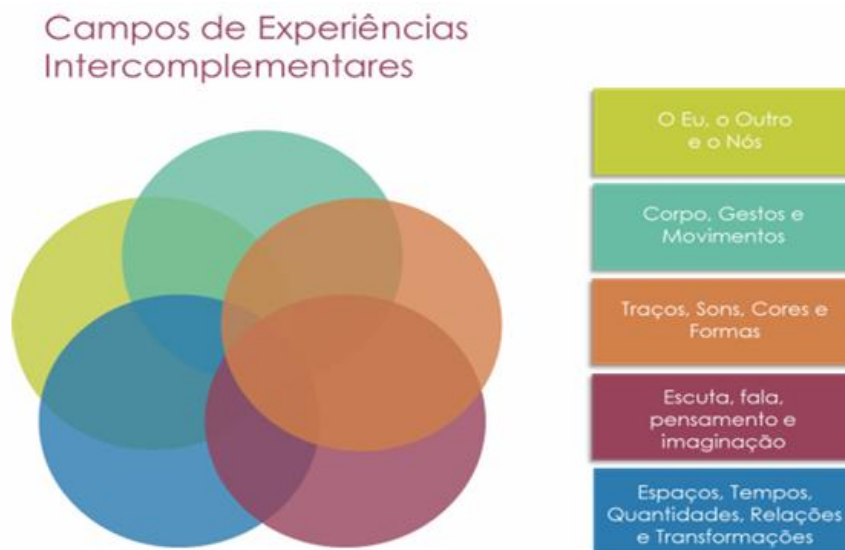 Campos de Experiências
Intercomplementares
O Eu, o Outro
e o Nós
Corpo, Gestos e
Movimentos
Traços, Sons, Cores e
Formas
Escuta, fala,
pensamento e
imaginação
Espaços, Tempos,
Quantidades, Relações
e Transformações